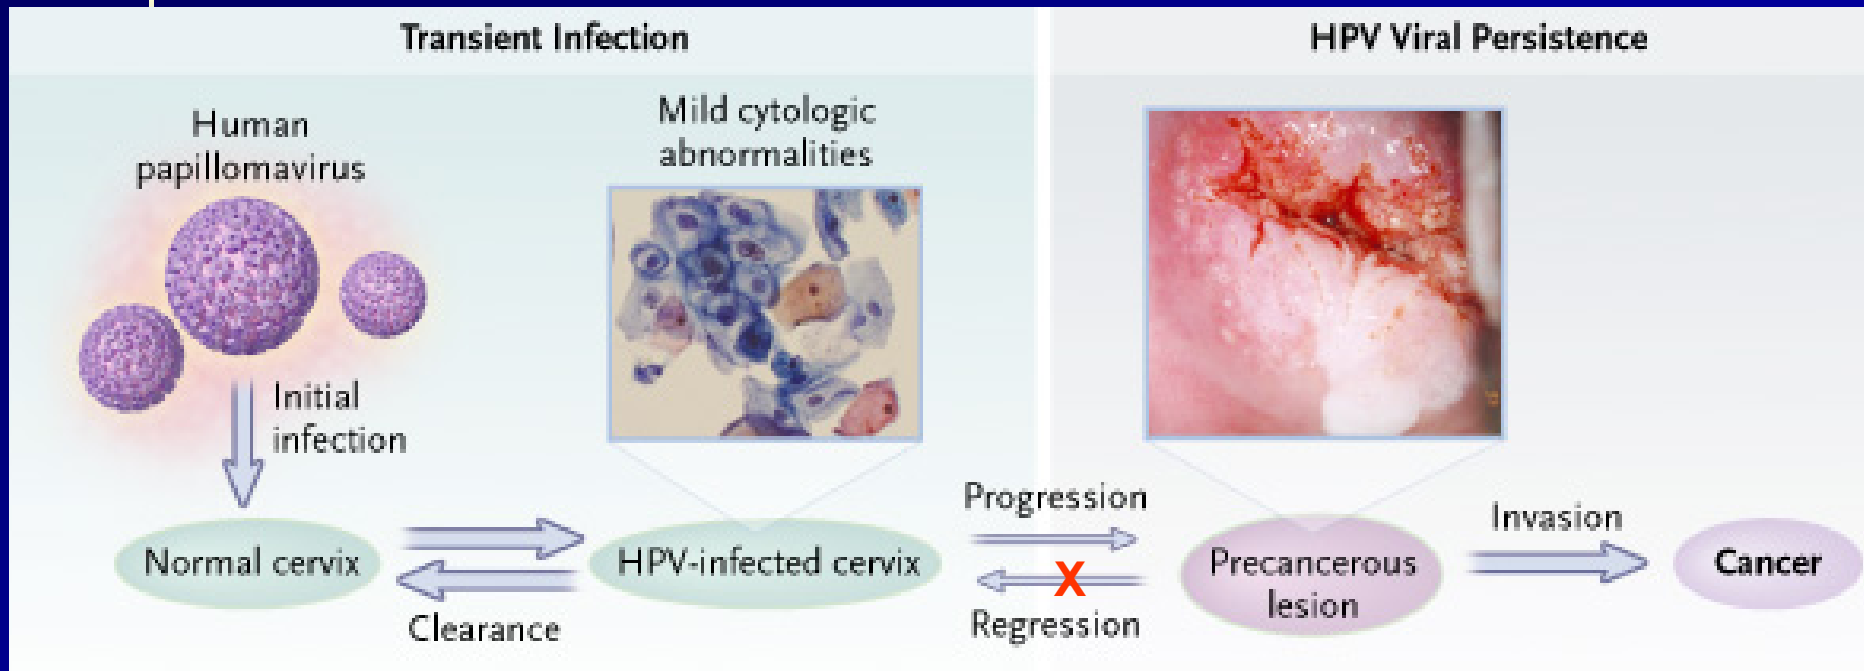 Transient Infection
HPV Viral Persistence
Human
papillomavirus
Mild cytologic
abnormalities
Initial
infection
Normal cervix
Clearance
HPV-infected cervix
Progression
X
Regression
Precancerous
lesion
Invasion
Cancer